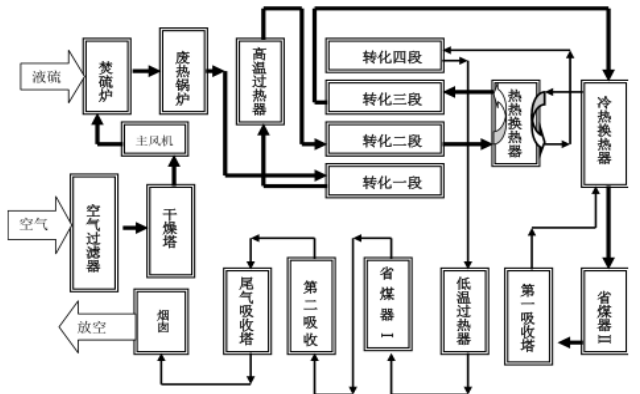 液硫
焚硫炉
废热锅炉
高温过热器
转化四段
转化三段
转化二段
转化一段
热热换热器
冷热换热器
主风机
空气
空气过滤器
干燥塔
放空
烟囱
尾气吸收塔
第二吸收
省煤器I
低温过热器
第一吸收塔
省煤器II